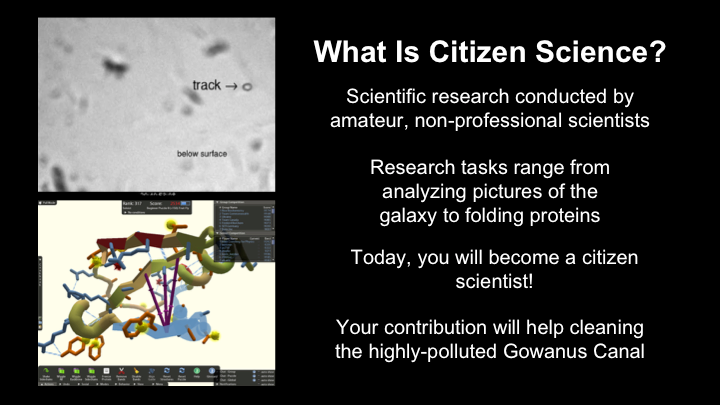 What Is Citizen Science?
track →
below surface
Scientific research conducted by
amateur, non-professional scientists
Research tasks range from
analyzing pictures of the
galaxy to folding proteins
Today, you will become a citizen
scientist!
Your contribution will help cleaning
the highly-polluted Gowanus Canal